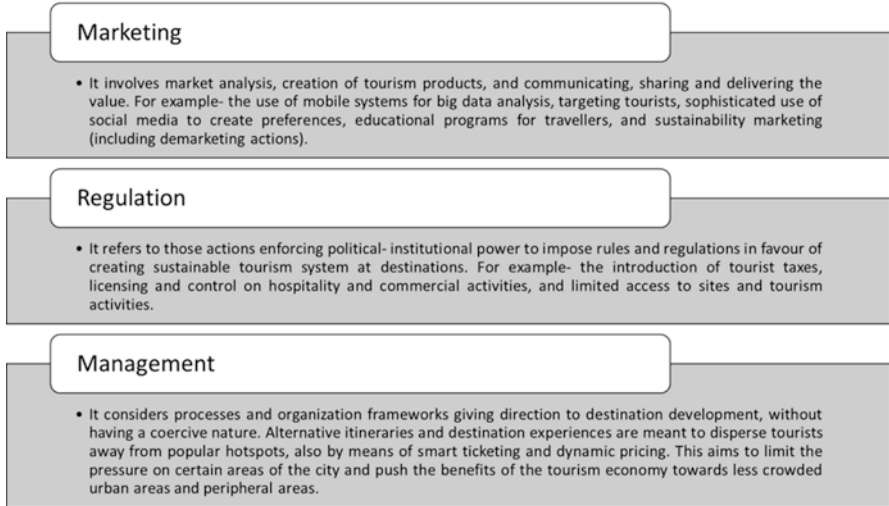 Marketing
• It involves market analysis, creation of tourism products, and communicating, sharing and delivering the
value. For example- the use of mobile systems for big data analysis, targeting tourists, sophisticated use of
social media to create preferences, educational programs for travellers, and sustainability marketing
(including demarketing actions).
Regulation
• It refers to those actions enforcing political- institutional power to impose rules and regulations in favour of
creating sustainable tourism system at destinations. For example- the introduction of tourist taxes,
licensing and control on hospitality and commercial activities, and limited access to sites and tourism
activities.
Management
• It considers processes and organization frameworks giving direction to destination development, without
having a coercive nature. Alternative itineraries and destination experiences are meant to disperse tourists
away from popular hotspots, also by means of smart ticketing and dynamic pricing. This aims to limit the
pressure on certain areas of the city and push the benefits of the tourism economy towards less crowded
urban areas and peripheral areas.